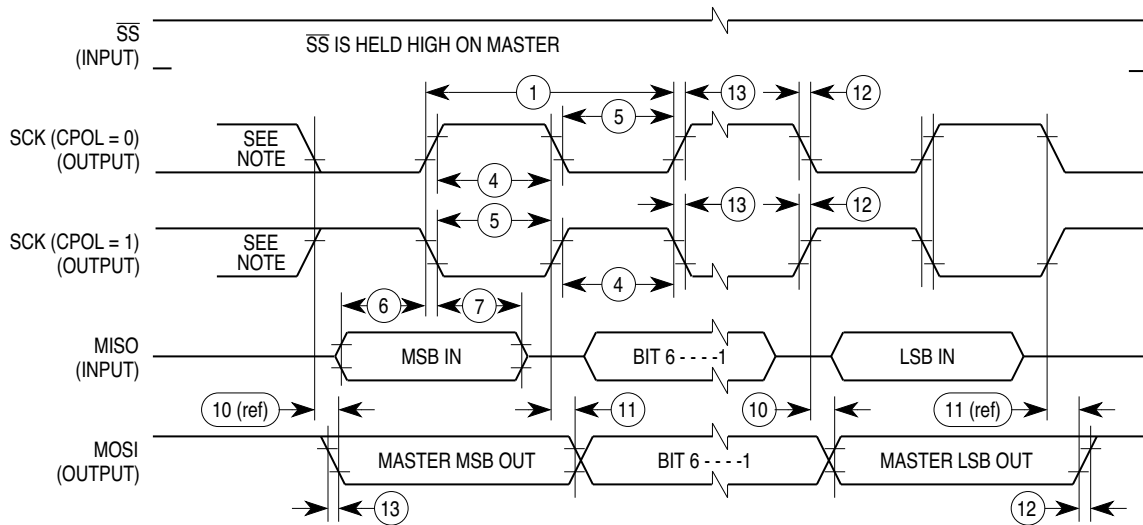 SS
(INPUT)
SS IS HELD HIGH ON MASTER
1
13
12
5
SCK (CPOL = 0)
(OUTPUT)
SEE
NOTE
4
13
12
5
SCK (CPOL = 1)
(OUTPUT)
SEE
NOTE
4
6
7
MISO
(INPUT)
MSB IN
BIT 6 - - - -1
LSB IN
10 (ref)
11
10
11 (ref)
MOSI
(OUTPUT)
MASTER MSB OUT
BIT 6 - - - -1
MASTER LSB OUT
13
12